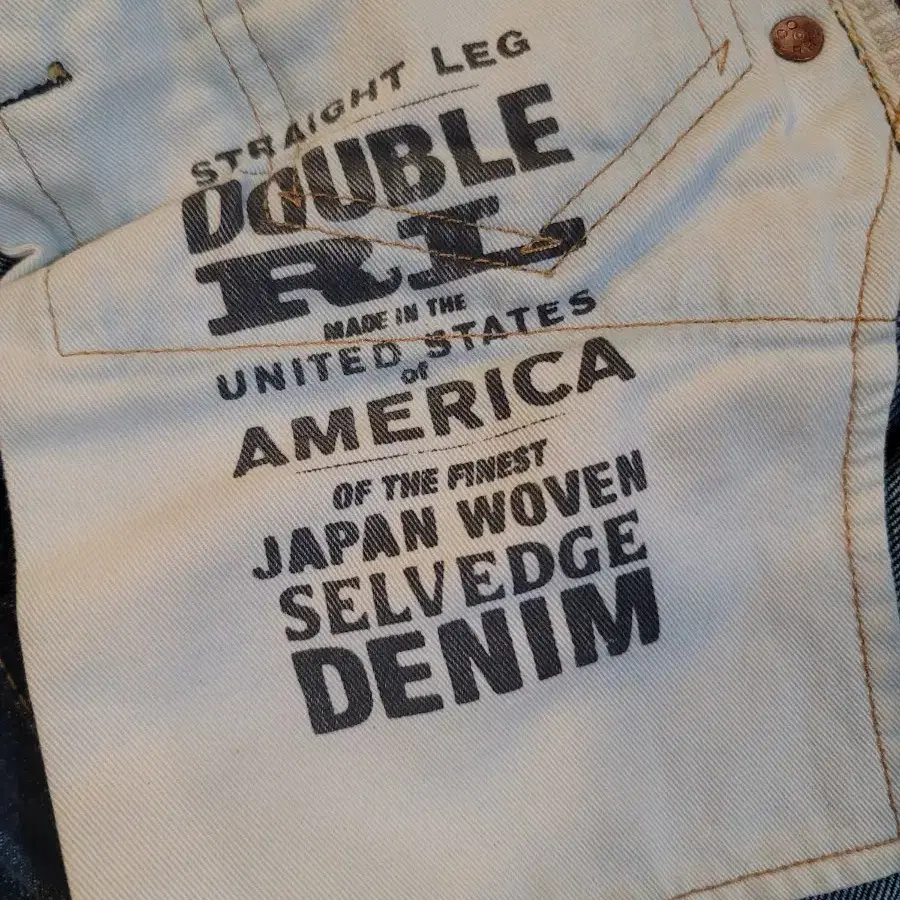 STRAIGHT LEG
DOUBLE
RL
MADE IN THE
UNITED STATES
of
AMERICA
OF THE FINEST
JAPAN WOVEN
SELVEDGE
DENIM